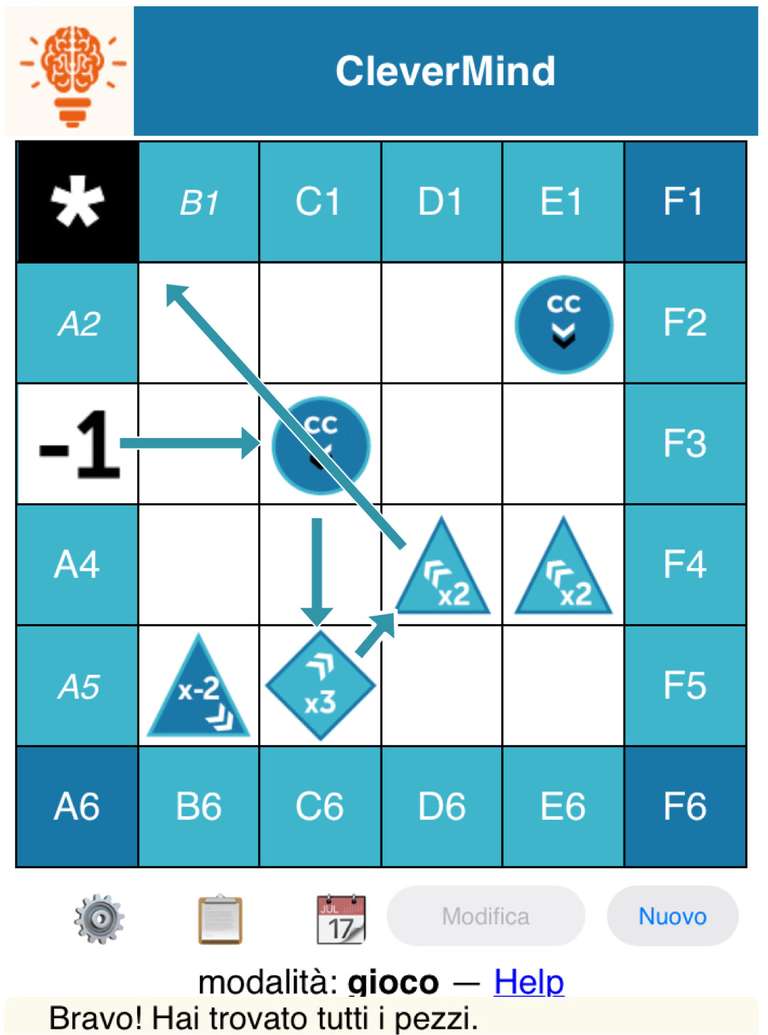 CleverMind
* B1 C1 D1 E1 F1
A2 CC F2
-1 CC F3
A4 x2 x2 F4
A5 x-2 x3 F5
A6 B6 C6 D6 E6 F6
JUL 17 Modifica Nuovo
modalità: gioco — Help
Bravo! Hai trovato tutti i pezzi.